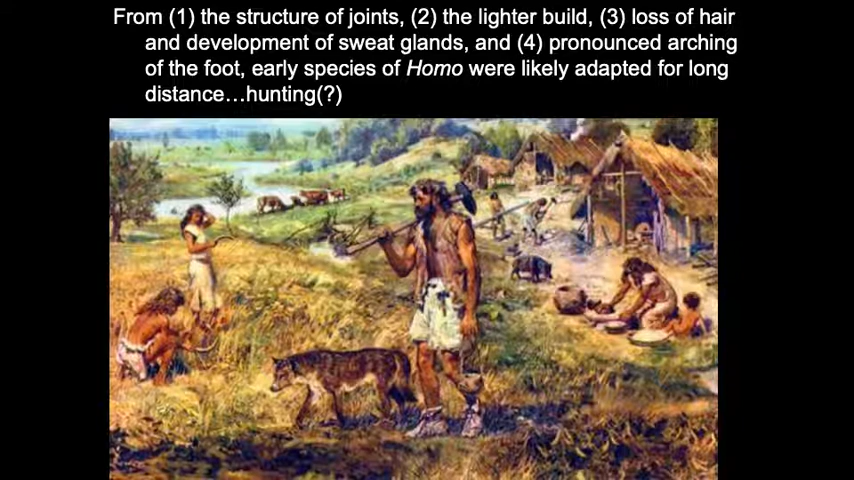 From (1) the structure of joints, (2) the lighter build, (3) loss of hair
and development of sweat glands, and (4) pronounced arching
of the foot, early species of Homo were likely adapted for long
distance…hunting(?)